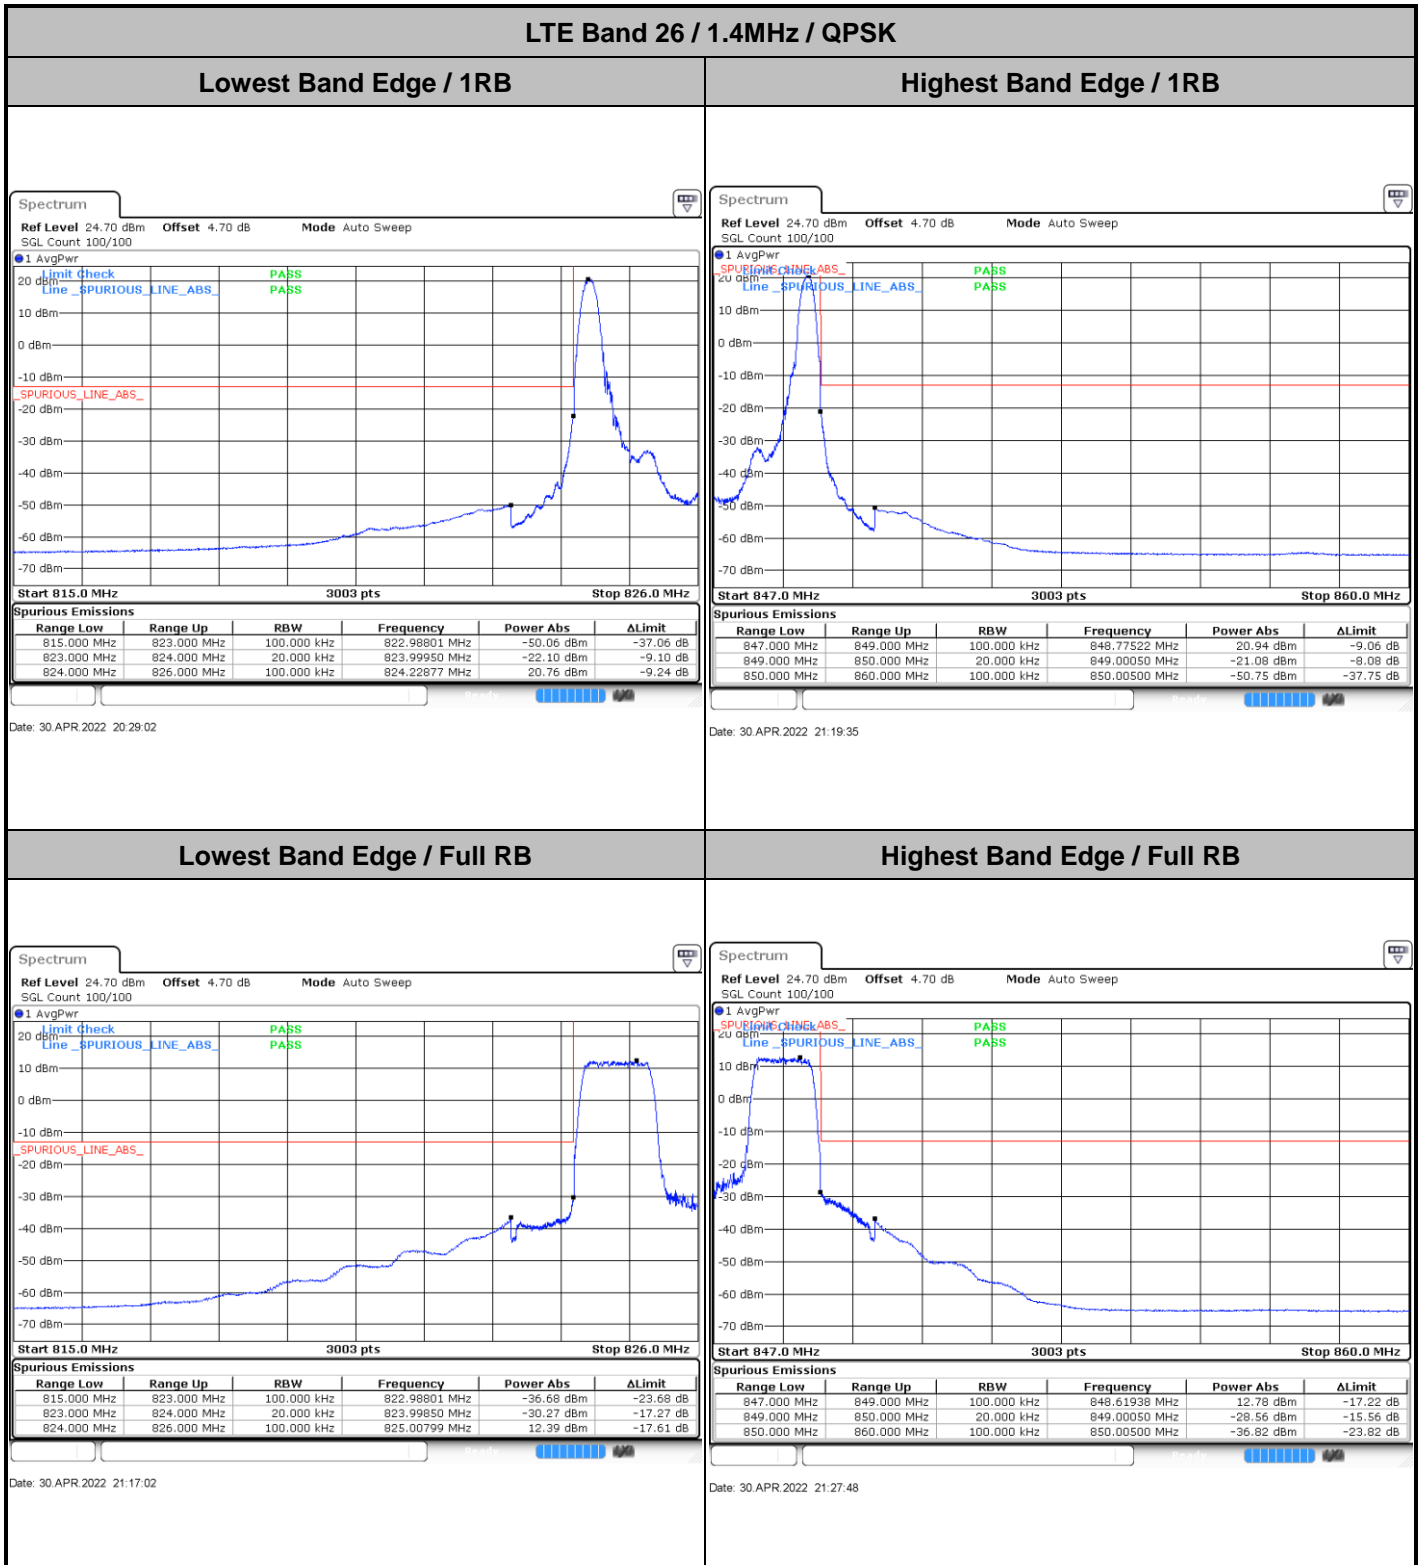 LTE Band 26 / 1.4MHz / QPSK
Lowest Band Edge / 1RB
Highest Band Edge / 1RB
Spectrum
Ref Level 24.70 dBm Offset 4.70 dB Mode Auto Sweep
SGL Count 100/100
1 AvgPwr
Limit Check PASS
20 dBm
Line _SPURIOUS_LINE_ABS_ PASS
10 dBm
0 dBm
-10 dBm
_SPURIOUS_LINE_ABS_
-20 dBm
-30 dBm
-40 dBm
-50 dBm
-60 dBm
-70 dBm
Start 815.0 MHz 3003 pts Stop 826.0 MHz
Spurious Emissions
Range Low Range Up RBW Frequency Power Abs ΔLimit
815.000 MHz 823.000 MHz 100.000 kHz 822.98801 MHz -50.06 dBm -37.06 dB
823.000 MHz 824.000 MHz 20.000 kHz 823.99950 MHz -22.10 dBm -9.10 dB
824.000 MHz 826.000 MHz 100.000 kHz 824.22877 MHz 20.76 dBm -9.24 dB
Ready
Date: 30.APR.2022 20:29:02
Spectrum
Ref Level 24.70 dBm Offset 4.70 dB Mode Auto Sweep
SGL Count 100/100
1 AvgPwr
_SPURIOUS_LINE_ABS_
Limit Check PASS
20 dBm
Line _SPURIOUS_LINE_ABS_ PASS
10 dBm
0 dBm
-10 dBm
-20 dBm
-30 dBm
-40 dBm
-50 dBm
-60 dBm
-70 dBm
Start 847.0 MHz 3003 pts Stop 860.0 MHz
Spurious Emissions
Range Low Range Up RBW Frequency Power Abs ΔLimit
847.000 MHz 849.000 MHz 100.000 kHz 848.77522 MHz 20.94 dBm -9.06 dB
849.000 MHz 850.000 MHz 20.000 kHz 849.00050 MHz -21.08 dBm -8.08 dB
850.000 MHz 860.000 MHz 100.000 kHz 850.00500 MHz -50.75 dBm -37.75 dB
Ready
Date: 30.APR.2022 21:19:35
Lowest Band Edge / Full RB
Highest Band Edge / Full RB
Spectrum
Ref Level 24.70 dBm Offset 4.70 dB Mode Auto Sweep
SGL Count 100/100
1 AvgPwr
Limit Check PASS
20 dBm
Line _SPURIOUS_LINE_ABS_ PASS
10 dBm
0 dBm
-10 dBm
_SPURIOUS_LINE_ABS_
-20 dBm
-30 dBm
-40 dBm
-50 dBm
-60 dBm
-70 dBm
Start 815.0 MHz 3003 pts Stop 826.0 MHz
Spurious Emissions
Range Low Range Up RBW Frequency Power Abs ΔLimit
815.000 MHz 823.000 MHz 100.000 kHz 822.98801 MHz -36.68 dBm -23.68 dB
823.000 MHz 824.000 MHz 20.000 kHz 823.99850 MHz -30.27 dBm -17.27 dB
824.000 MHz 826.000 MHz 100.000 kHz 825.00799 MHz 12.39 dBm -17.61 dB
Ready
Date: 30.APR.2022 21:17:02
Spectrum
Ref Level 24.70 dBm Offset 4.70 dB Mode Auto Sweep
SGL Count 100/100
1 AvgPwr
_SPURIOUS_LINE_ABS_
Limit Check PASS
20 dBm
Line _SPURIOUS_LINE_ABS_ PASS
10 dBm
0 dBm
-10 dBm
-20 dBm
-30 dBm
-40 dBm
-50 dBm
-60 dBm
-70 dBm
Start 847.0 MHz 3003 pts Stop 860.0 MHz
Spurious Emissions
Range Low Range Up RBW Frequency Power Abs ΔLimit
847.000 MHz 849.000 MHz 100.000 kHz 848.61938 MHz 12.78 dBm -17.22 dB
849.000 MHz 850.000 MHz 20.000 kHz 849.00050 MHz -28.56 dBm -15.56 dB
850.000 MHz 860.000 MHz 100.000 kHz 850.00500 MHz -36.82 dBm -23.82 dB
Ready
Date: 30.APR.2022 21:27:48